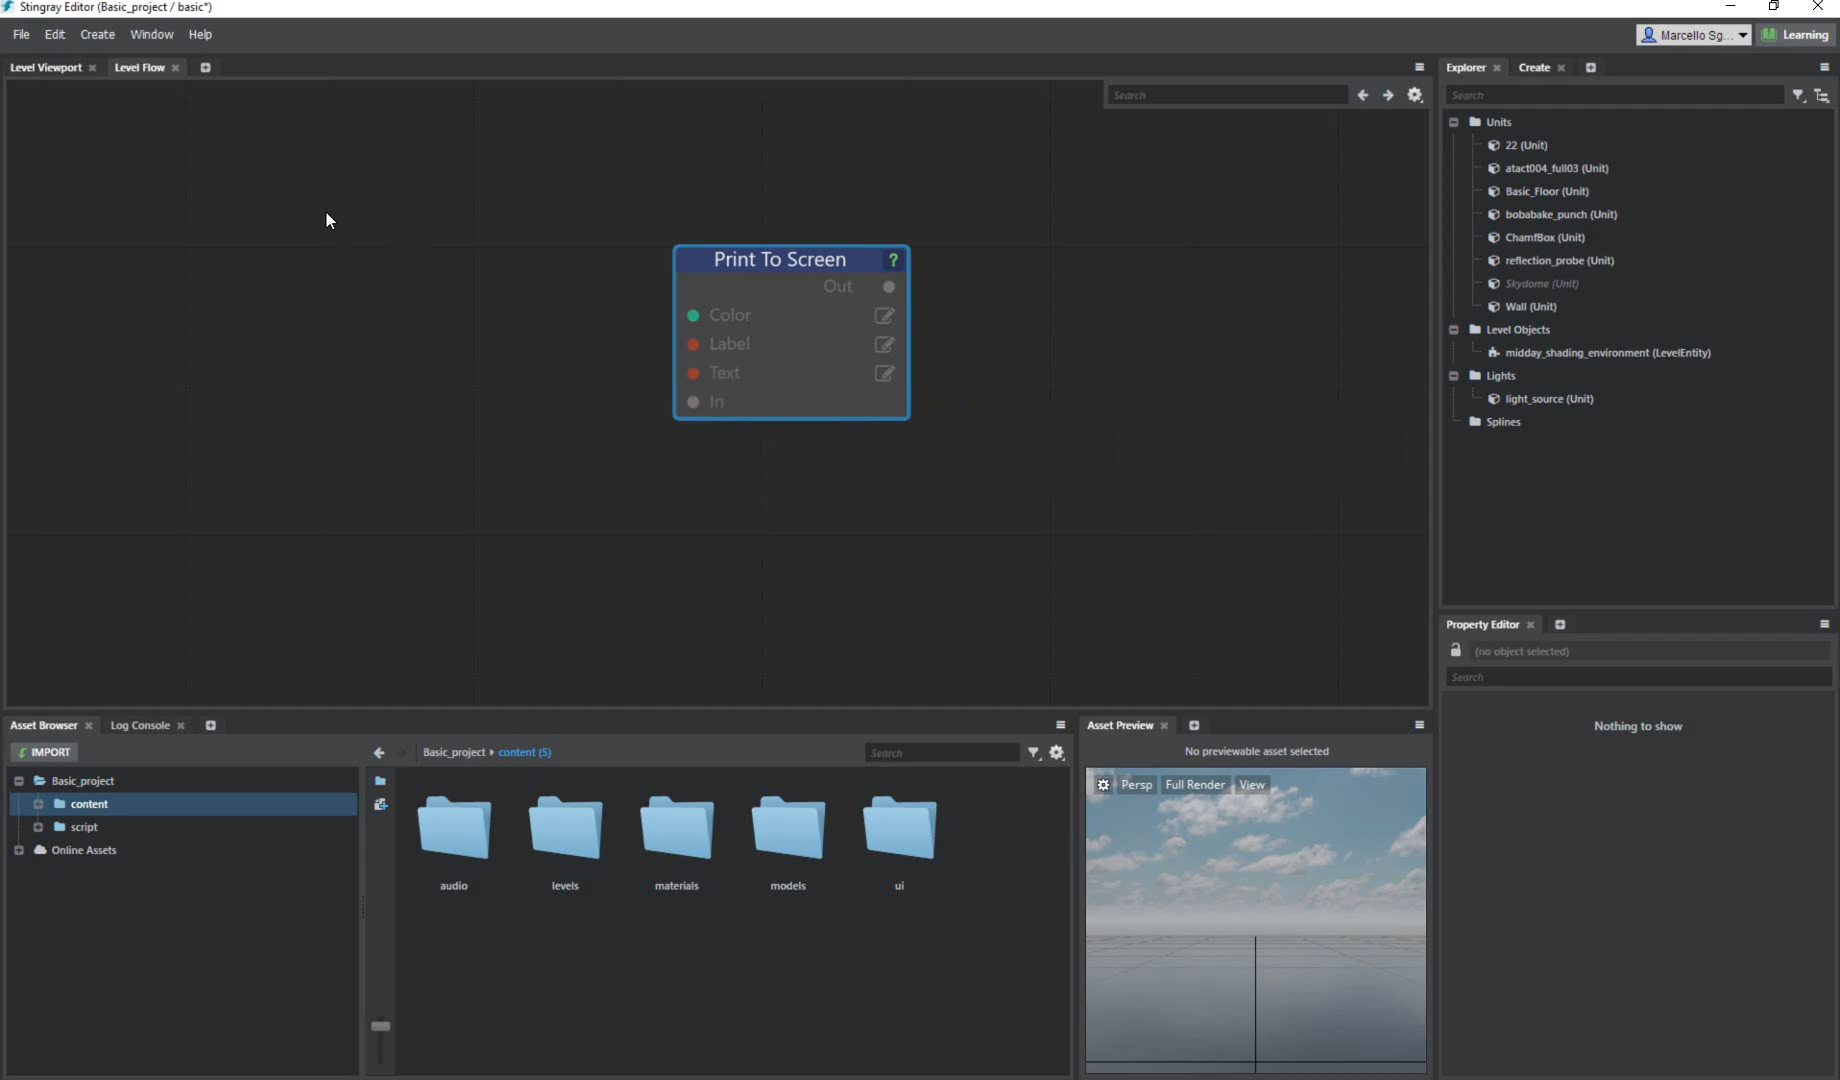 Stingray Editor (Basic_project / basic*)
File Edit Create Window Help
Marcello Sg... Learning
Level Viewport Level Flow
Search
Print To Screen ?
Out
Color
Label
Text
In
Explorer Create
Search
Units
22 (Unit)
atact004_full03 (Unit)
Basic_Floor (Unit)
bobabake_punch (Unit)
ChamfBox (Unit)
reflection_probe (Unit)
Skydome (Unit)
Wall (Unit)
Level Objects
midday_shading_environment (LevelEntity)
Lights
light_source (Unit)
Splines
Property Editor
(no object selected)
Search
Nothing to show
Asset Browser Log Console
IMPORT
Basic_project content (5)
Search
Basic_project
content
script
Online Assets
audio levels materials models ui
Asset Preview
No previewable asset selected
Persp Full Render View